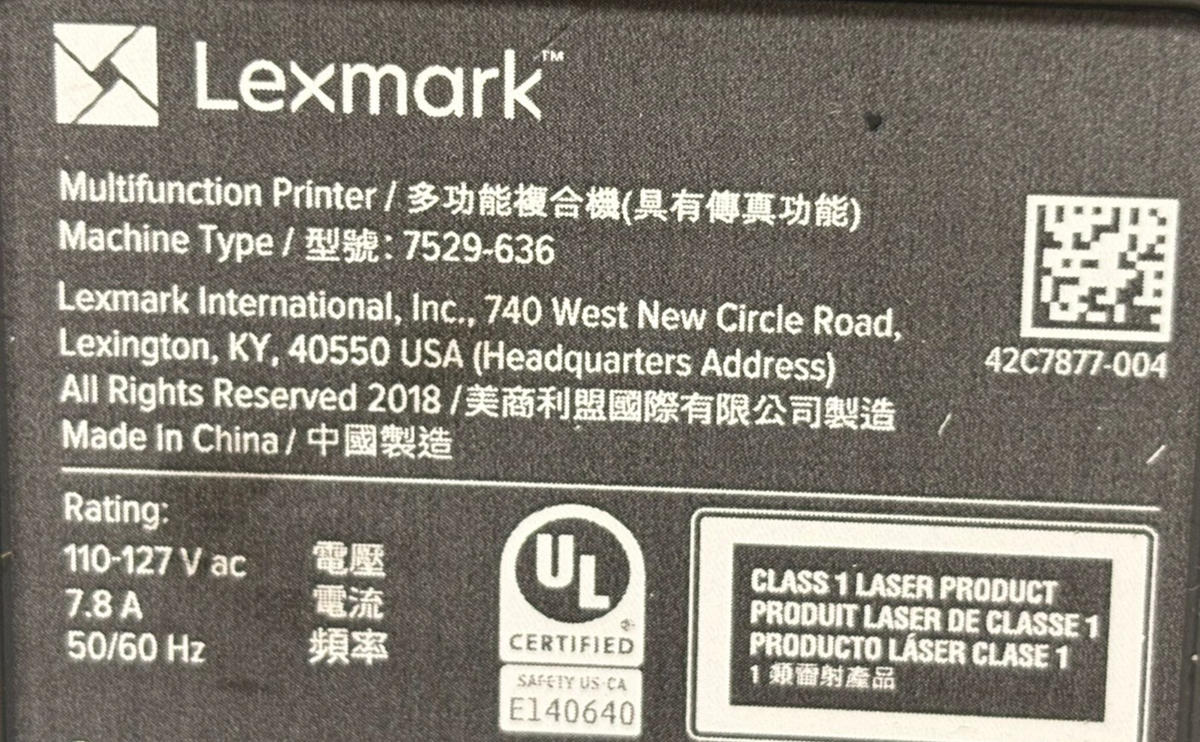 Lexmark™
Multifunction Printer / 多功能複合機(具有傳真功能)
Machine Type / 型號: 7529-636
42C7877-004
Lexmark International, Inc., 740 West New Circle Road,
Lexington, KY, 40550 USA (Headquarters Address)
All Rights Reserved 2018 /美商利盟國際有限公司製造
Made In China / 中國製造
Rating:
110-127 V ac 電壓
7.8 A 電流
50/60 Hz 頻率
UL
CERTIFIED
SAFETY US-CA
E140640
CLASS 1 LASER PRODUCT
PRODUIT LASER DE CLASSE 1
PRODUCTO LÁSER CLASE 1
1 類雷射產品